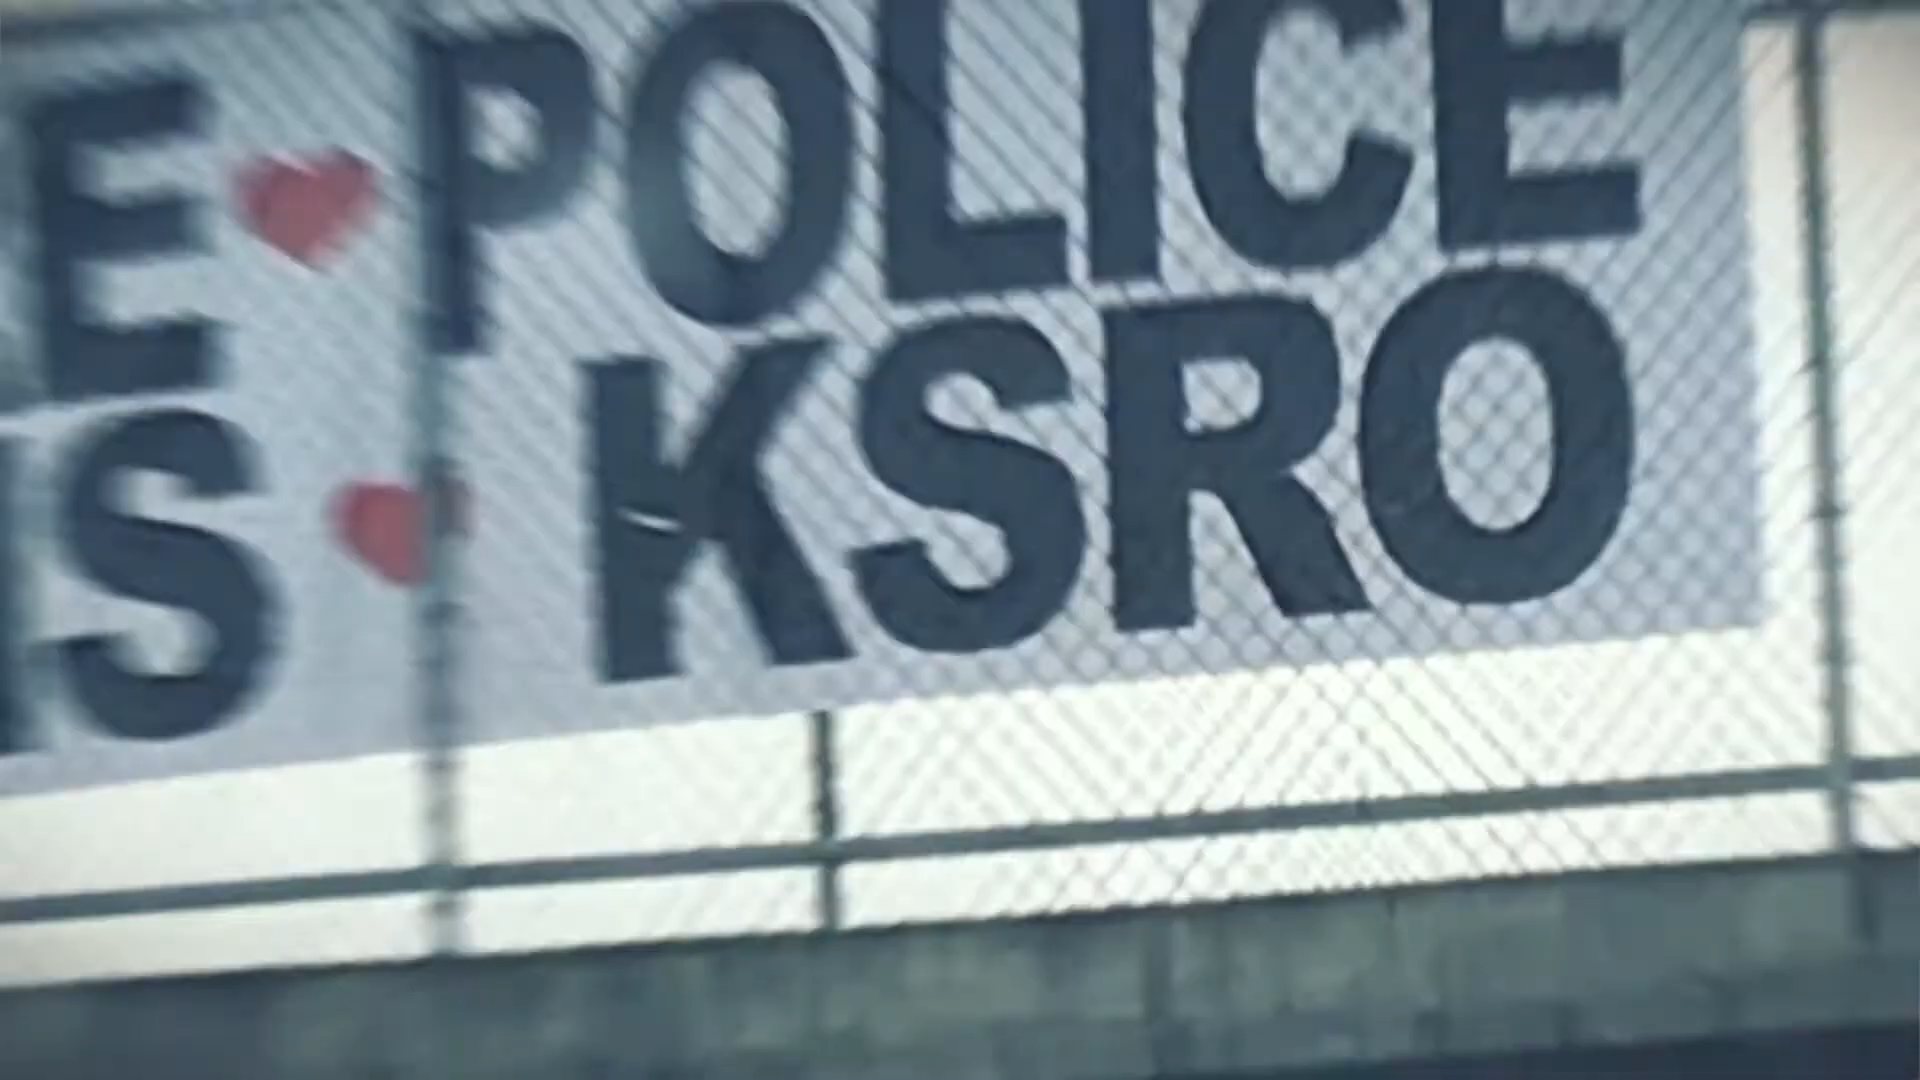 E ♥ POLICE
S ♥ KSRO